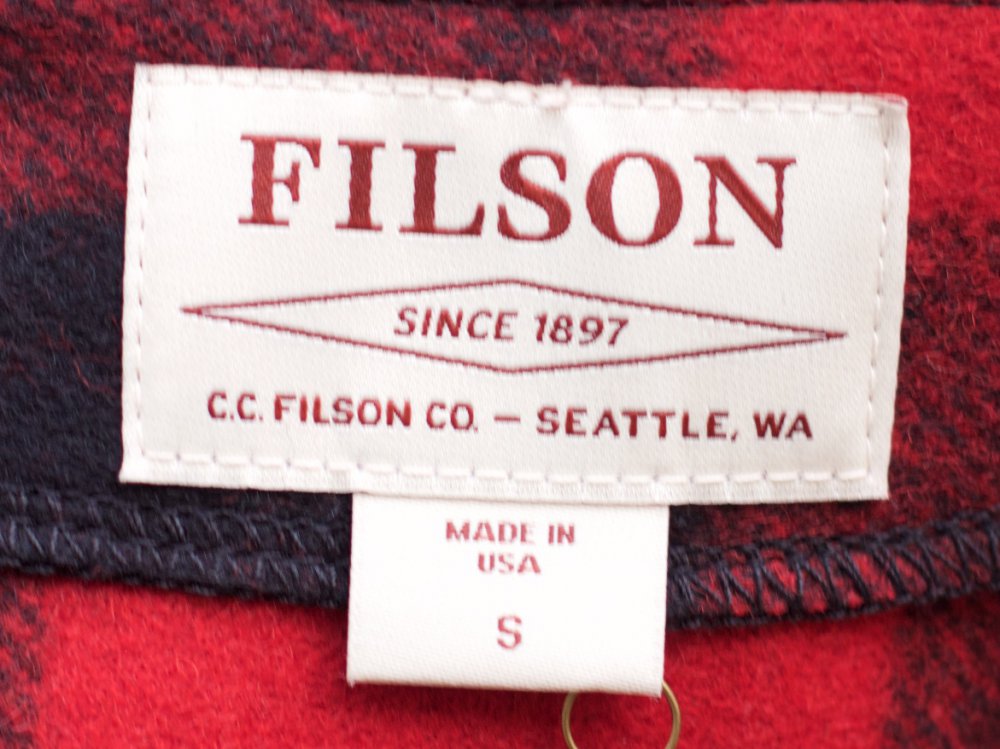 FILSON
SINCE 1897
C.C. FILSON CO. — SEATTLE, WA
MADE IN
USA
S